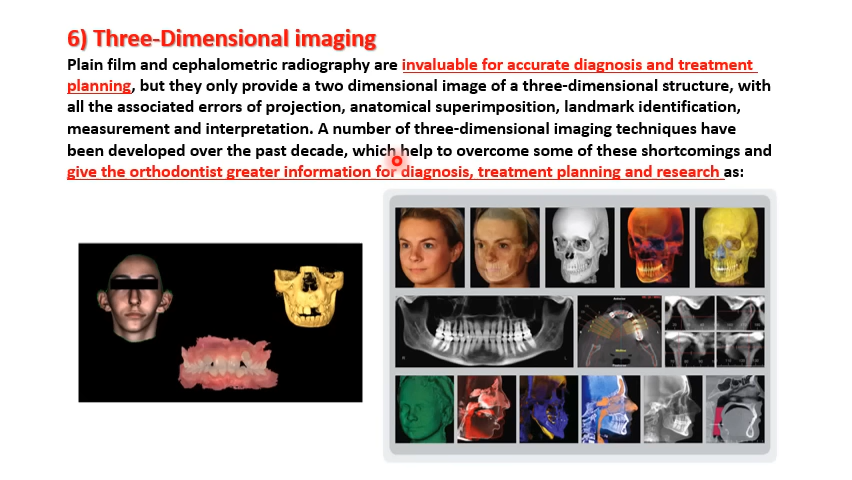 6) Three-Dimensional imaging
Plain film and cephalometric radiography are invaluable for accurate diagnosis and treatment
planning, but they only provide a two dimensional image of a three-dimensional structure, with
all the associated errors of projection, anatomical superimposition, landmark identification,
measurement and interpretation. A number of three-dimensional imaging techniques have
been developed over the past decade, which help to overcome some of these shortcomings and
give the orthodontist greater information for diagnosis, treatment planning and research as: